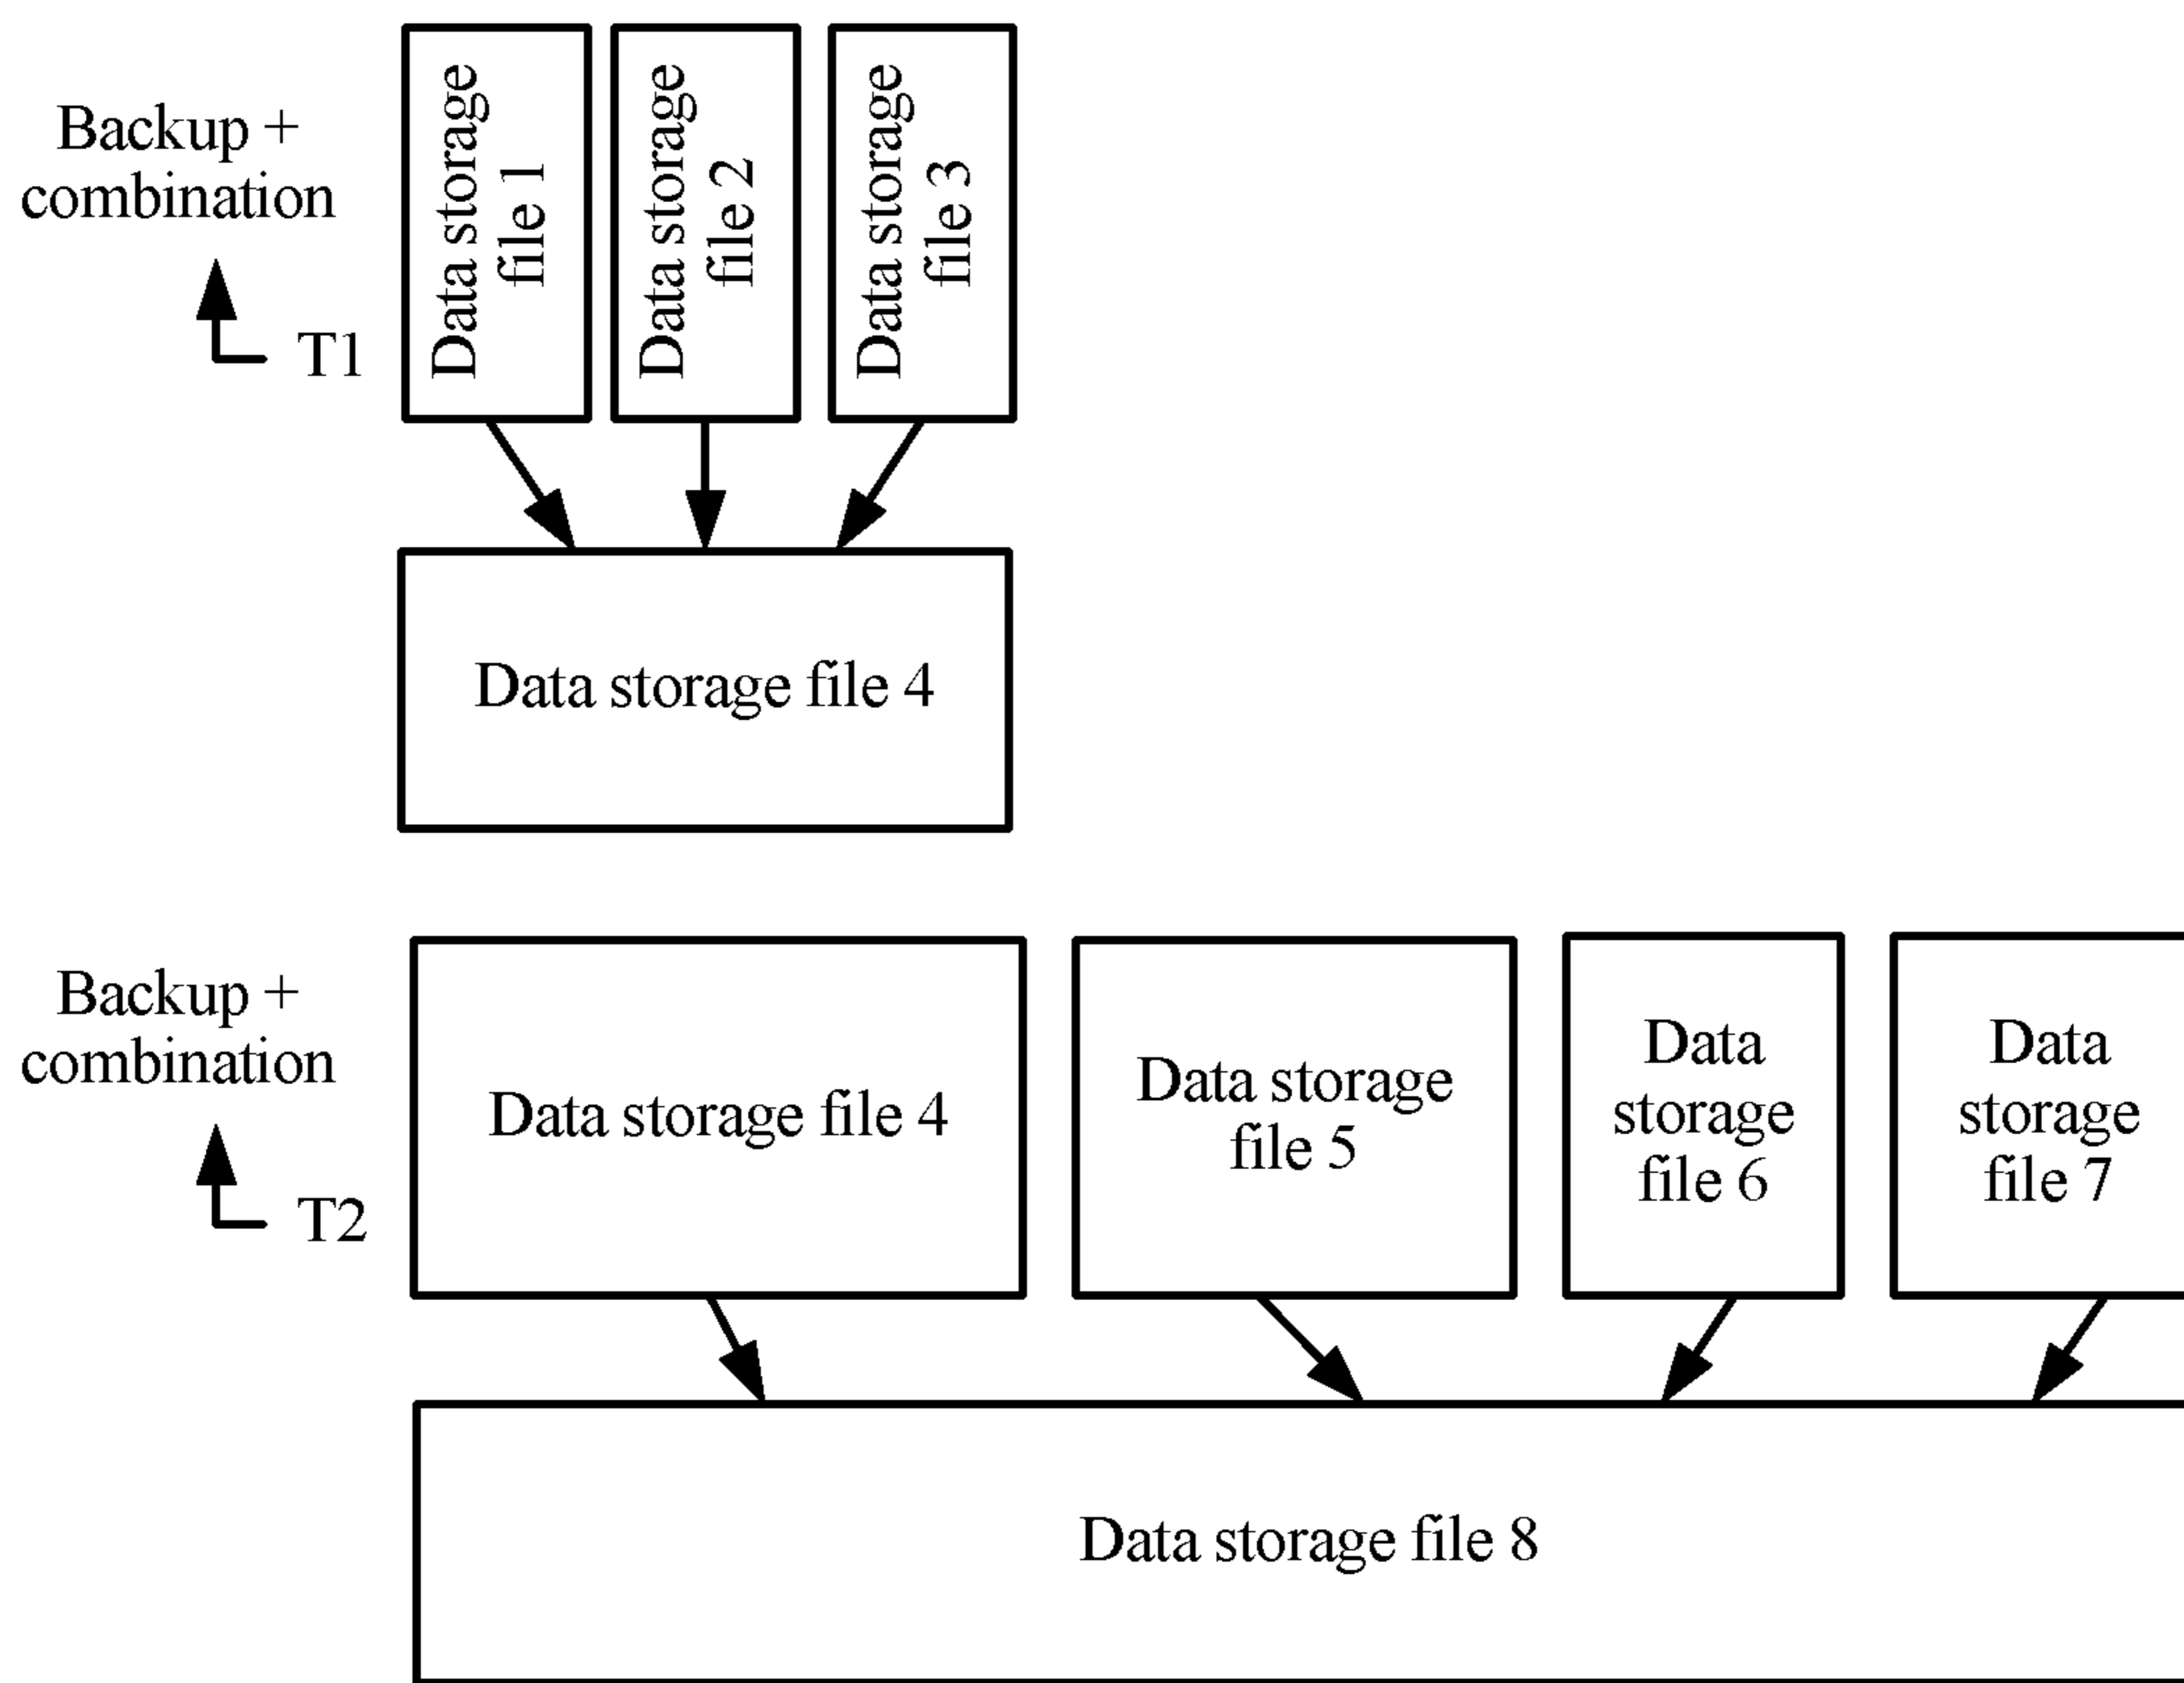 Backup +
combination
T1
Data storage
file 1
Data storage
file 2
Data storage
file 3
Data storage file 4
Backup +
combination
T2
Data storage file 4
Data storage
file 5
Data
storage
file 6
Data
storage
file 7
Data storage file 8